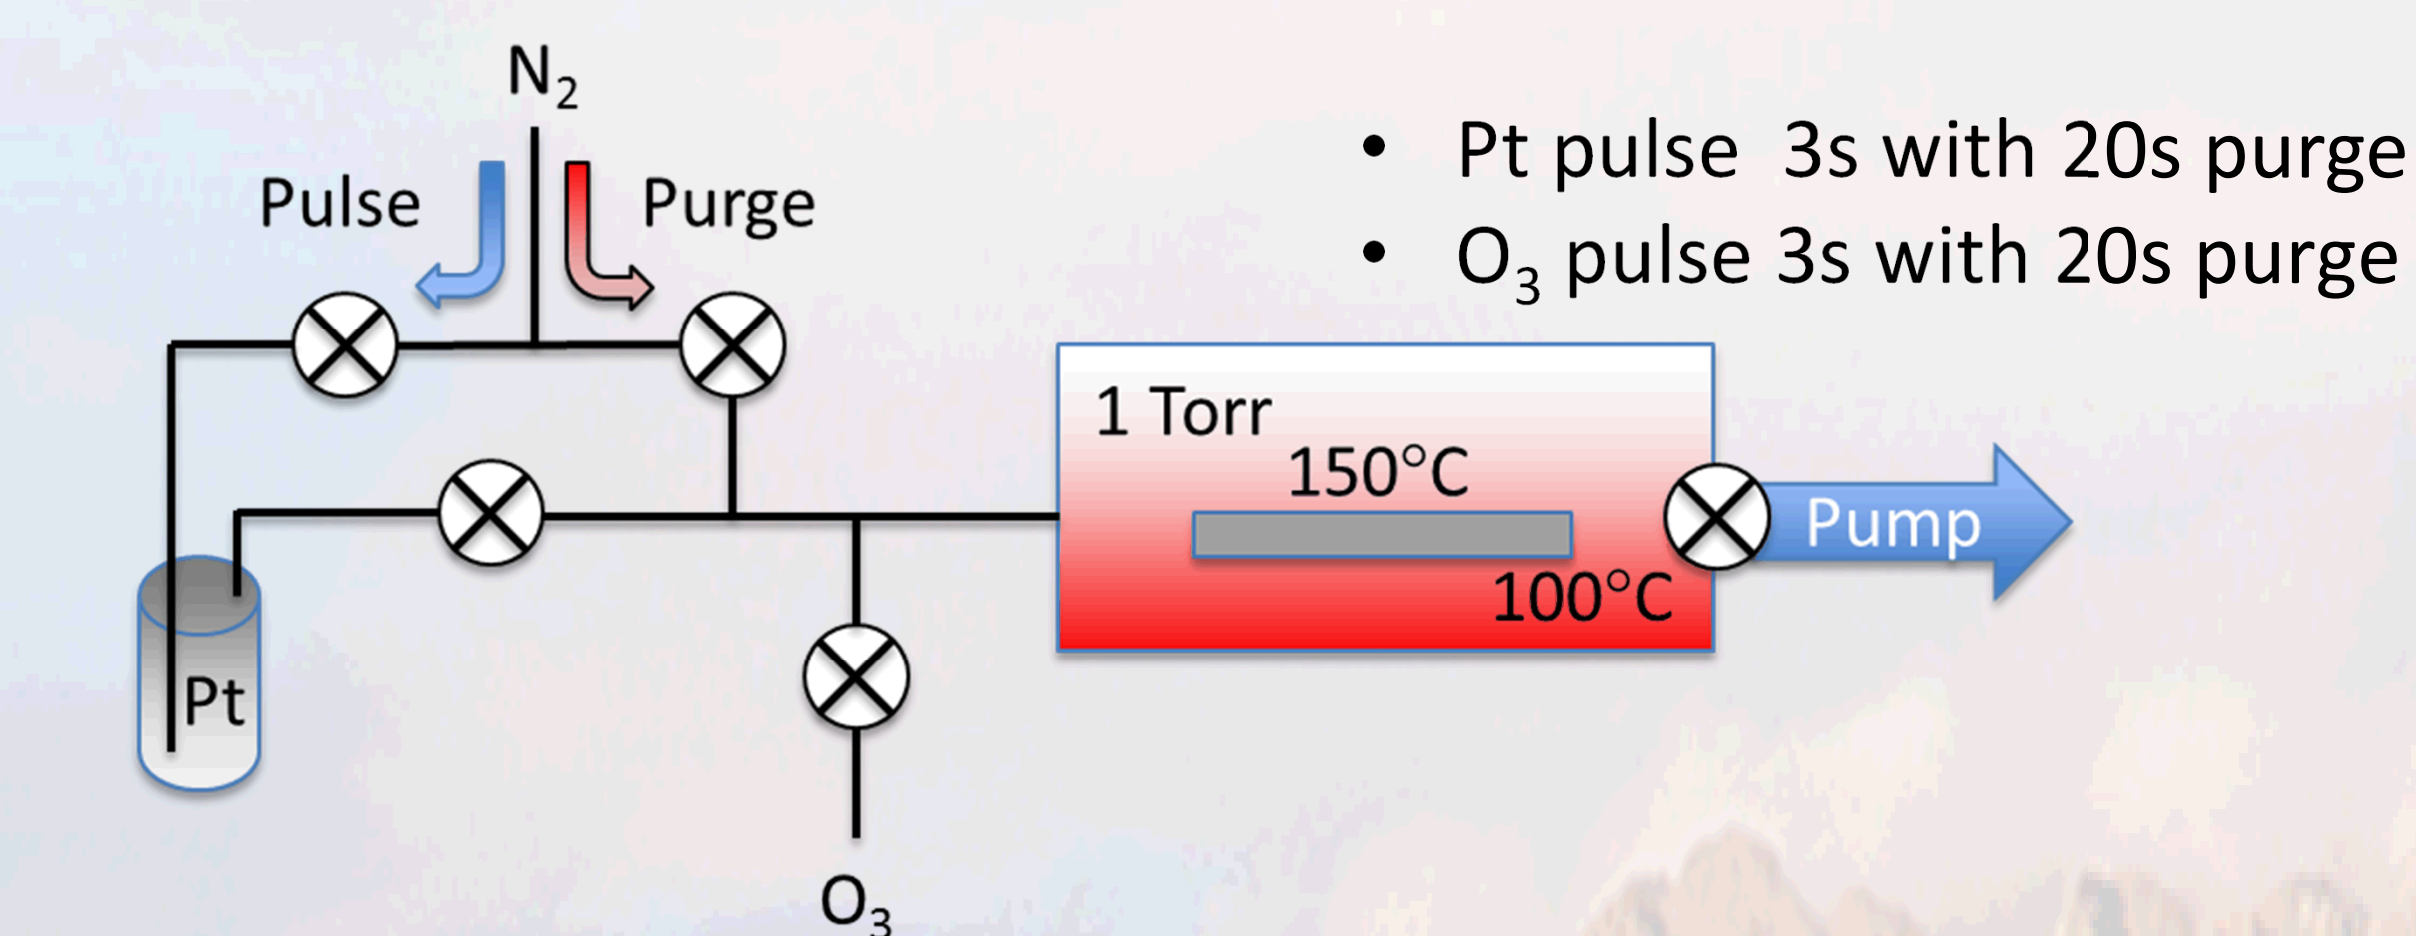 N₂
Pulse
Purge
• Pt pulse 3s with 20s purge
• O₃ pulse 3s with 20s purge
1 Torr
150°C
100°C
Pump
Pt
O₃